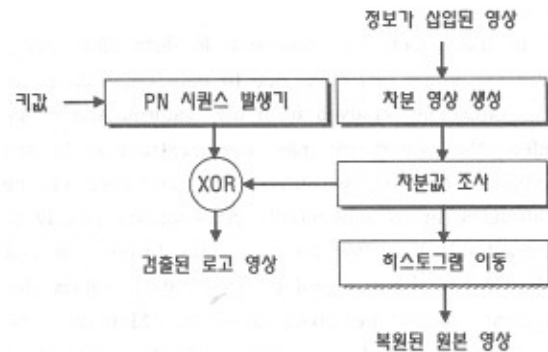 정보가 삽입된 영상
키값
PN 시퀀스 발생기
차분 영상 생성
XOR
차분값 조사
검출된 로고 영상
히스토그램 이동
복원된 원본 영상